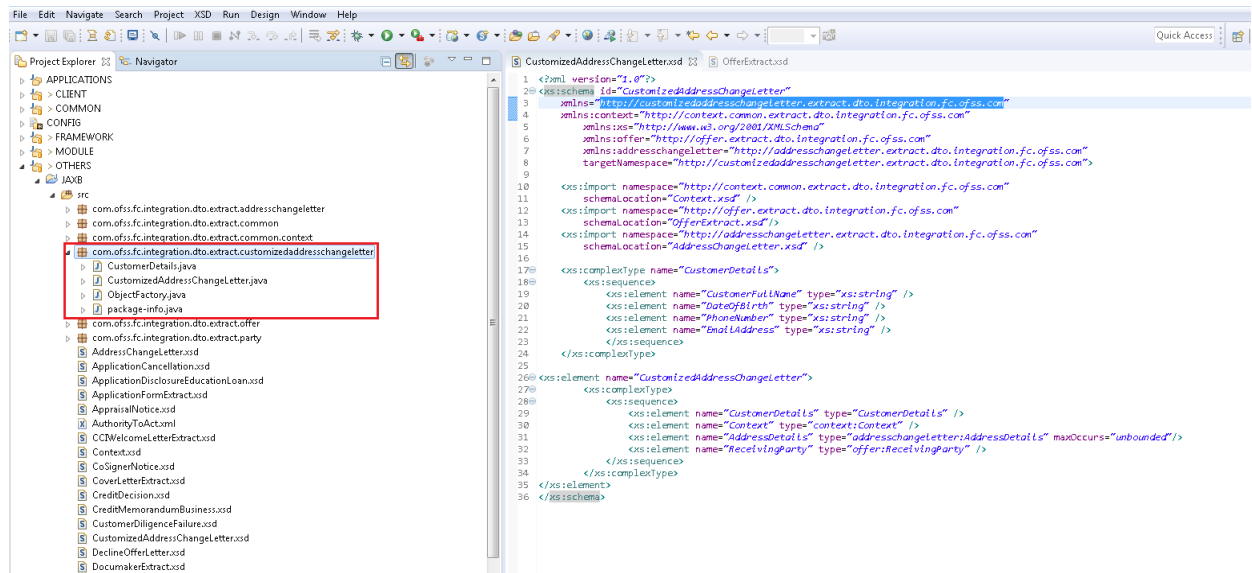 File Edit Navigate Search Project XSD Run Design Window Help
Quick Access
Project Explorer Navigator
APPLICATIONS
> CLIENT
> COMMON
CONFIG
> FRAMEWORK
> MODULE
> OTHERS
JAXB
src
com.ofss.fc.integration.dto.extract.addresschangeletter
com.ofss.fc.integration.dto.extract.common
com.ofss.fc.integration.dto.extract.common.context
com.ofss.fc.integration.dto.extract.customizedaddresschangeletter
CustomerDetails.java
CustomizedAddressChangeLetter.java
ObjectFactory.java
package-info.java
com.ofss.fc.integration.dto.extract.offer
com.ofss.fc.integration.dto.extract.party
AddressChangeLetter.xsd
ApplicationCancellation.xsd
ApplicationDisclosureEducationLoan.xsd
ApplicationFormExtract.xsd
AppraisalNotice.xsd
AuthorityToAct.xml
CCIWelcomeLetterExtract.xsd
Context.xsd
CoSignerNotice.xsd
CoverLetterExtract.xsd
CreditDecision.xsd
CreditMemorandumBusiness.xsd
CustomerDiligenceFailure.xsd
CustomizedAddressChangeLetter.xsd
DeclineOfferLetter.xsd
DocumakerExtract.xsd
CustomizedAddressChangeLetter.xsd OfferExtract.xsd
1 <?xml version="1.0"?>
2 <xs:schema id="CustomizedAddressChangeLetter"
3 xmlns="http://customizedaddresschangeletter.extract.dto.integration.fc.ofss.com"
4 xmlns:context="http://context.common.extract.dto.integration.fc.ofss.com"
5 xmlns:xs="http://www.w3.org/2001/XMLSchema"
6 xmlns:offer="http://offer.extract.dto.integration.fc.ofss.com"
7 xmlns:addresschangeletter="http://addresschangeletter.extract.dto.integration.fc.ofss.com"
8 targetNamespace="http://customizedaddresschangeletter.extract.dto.integration.fc.ofss.com">
9
10 <xs:import namespace="http://context.common.extract.dto.integration.fc.ofss.com"
11 schemaLocation="Context.xsd" />
12 <xs:import namespace="http://offer.extract.dto.integration.fc.ofss.com"
13 schemaLocation="OfferExtract.xsd"/>
14 <xs:import namespace="http://addresschangeletter.extract.dto.integration.fc.ofss.com"
15 schemaLocation="AddressChangeLetter.xsd" />
16
17 <xs:complexType name="CustomerDetails">
18 <xs:sequence>
19 <xs:element name="CustomerFullName" type="xs:string" />
20 <xs:element name="DateOfBirth" type="xs:string" />
21 <xs:element name="PhoneNumber" type="xs:string" />
22 <xs:element name="EmailAddress" type="xs:string" />
23 </xs:sequence>
24 </xs:complexType>
25
26 <xs:element name="CustomizedAddressChangeLetter">
27 <xs:complexType>
28 <xs:sequence>
29 <xs:element name="CustomerDetails" type="CustomerDetails" />
30 <xs:element name="Context" type="context:Context" />
31 <xs:element name="AddressDetails" type="addresschangeletter:AddressDetails" maxOccurs="unbounded"/>
32 <xs:element name="ReceivingParty" type="offer:ReceivingParty" />
33 </xs:sequence>
34 </xs:complexType>
35 </xs:element>
36 </xs:schema>